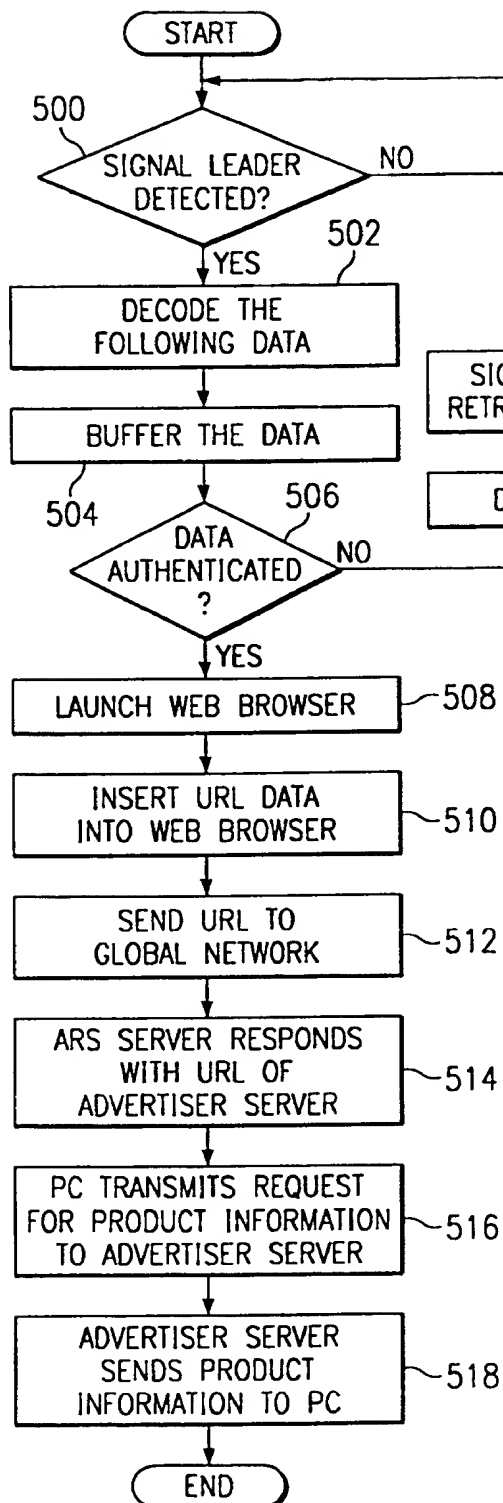 START
500
SIGNAL LEADER
DETECTED?
NO
YES
502
DECODE THE
FOLLOWING DATA
BUFFER THE DATA
504
506
DATA
AUTHENTICATED
?
NO
YES
LAUNCH WEB BROWSER
508
INSERT URL DATA
INTO WEB BROWSER
510
SEND URL TO
GLOBAL NETWORK
512
ARS SERVER RESPONDS
WITH URL OF
ADVERTISER SERVER
514
PC TRANSMITS REQUEST
FOR PRODUCT INFORMATION
TO ADVERTISER SERVER
516
ADVERTISER SERVER
SENDS PRODUCT
INFORMATION TO PC
518
END